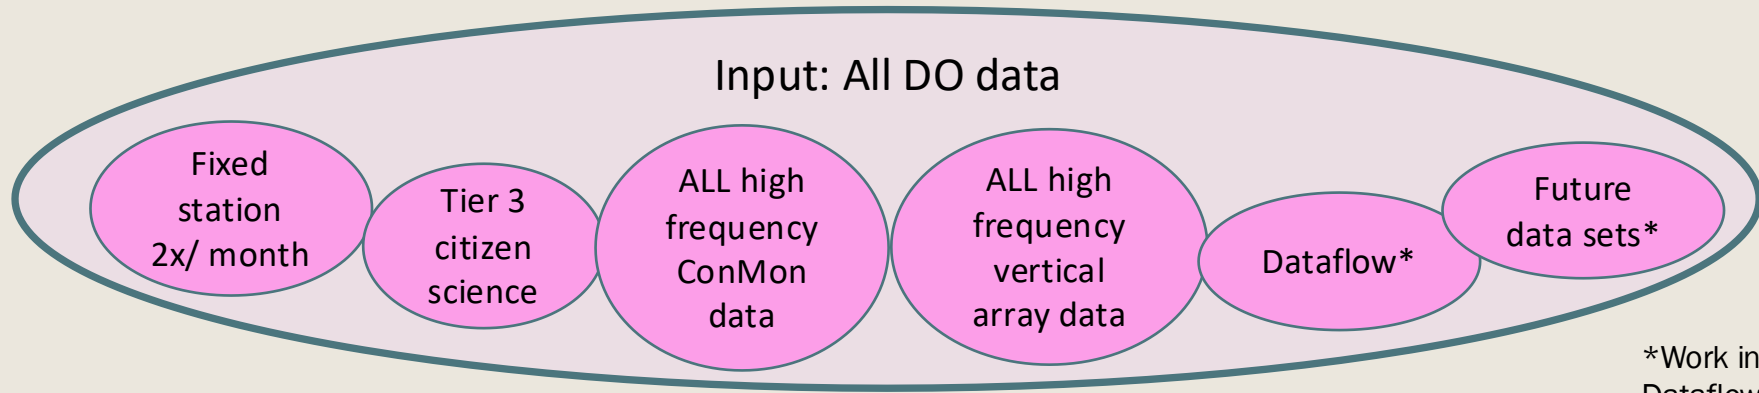 Input: All DO data
Fixed
station
2x/ month
Tier 3
citizen
science
ALL high
frequency
ConMon
data
ALL high
frequency
vertical
array data
Dataflow*
Future
data sets*
*Work in
Dataflow